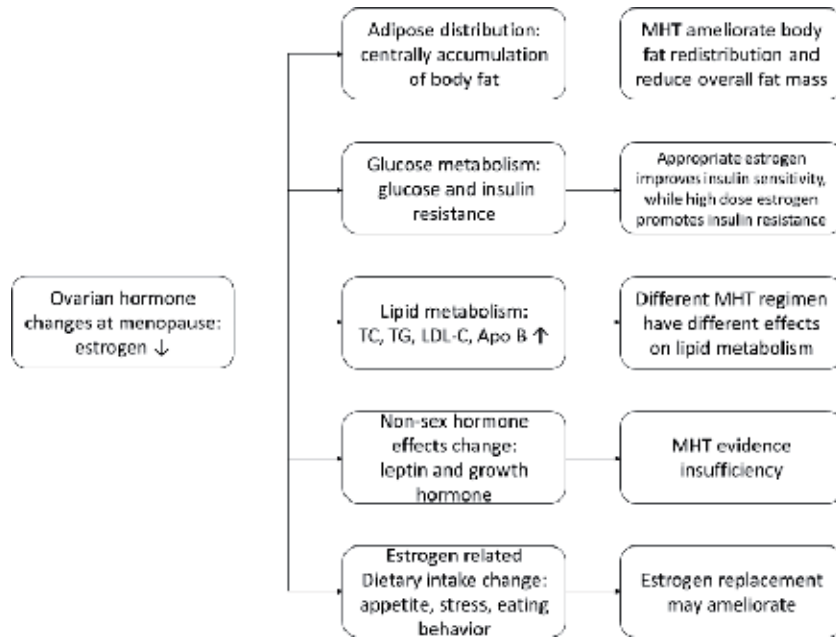 Adipose distribution:
centrally accumulation
of body fat
MHT ameliorate body
fat redistribution and
reduce overall fat mass
Glucose metabolism:
glucose and insulin
resistance
Appropriate estrogen
improves insulin sensitivity,
while high dose estrogen
promotes insulin resistance
Ovarian hormone
changes at menopause:
estrogen ↓
Lipid metabolism:
TC, TG, LDL-C, Apo B ↑
Different MHT regimen
have different effects
on lipid metabolism
Non-sex hormone
effects change:
leptin and growth
hormone
MHT evidence
insufficiency
Estrogen related
Dietary intake change:
appetite, stress, eating
behavior
Estrogen replacement
may ameliorate